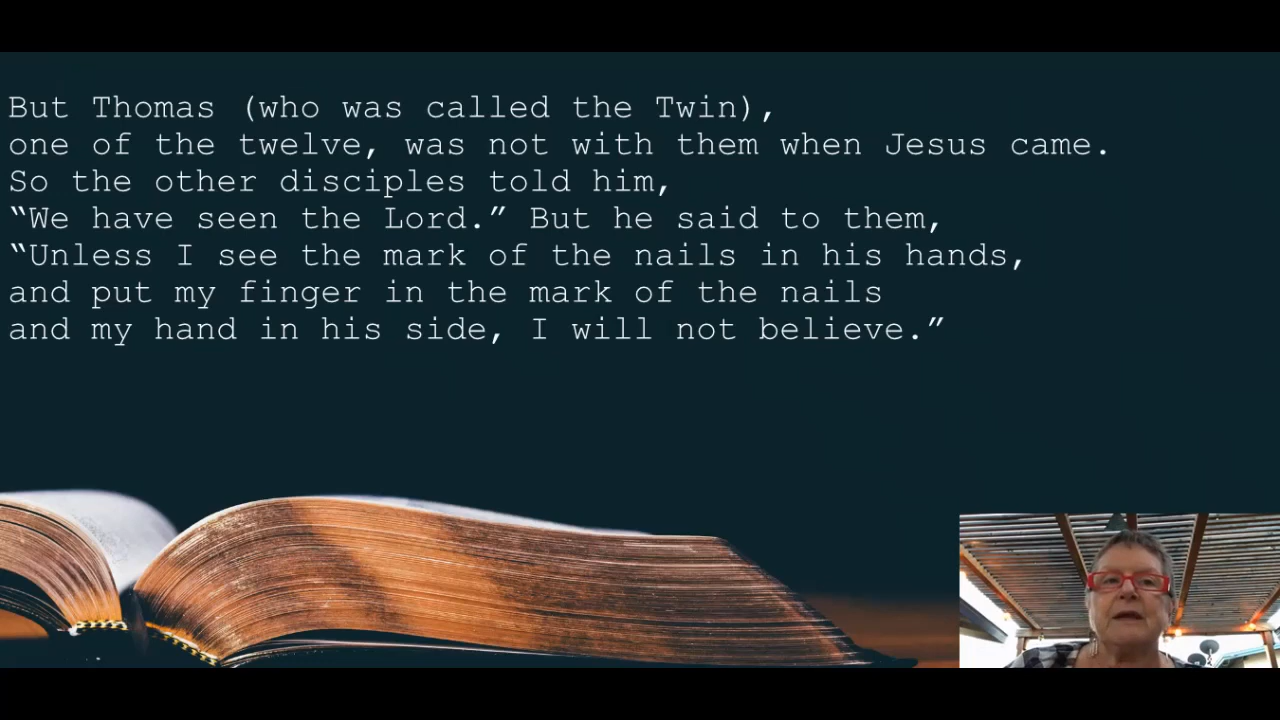 But Thomas (who was called the Twin),
one of the twelve, was not with them when Jesus came.
So the other disciples told him,
“We have seen the Lord.” But he said to them,
“Unless I see the mark of the nails in his hands,
and put my finger in the mark of the nails
and my hand in his side, I will not believe.”